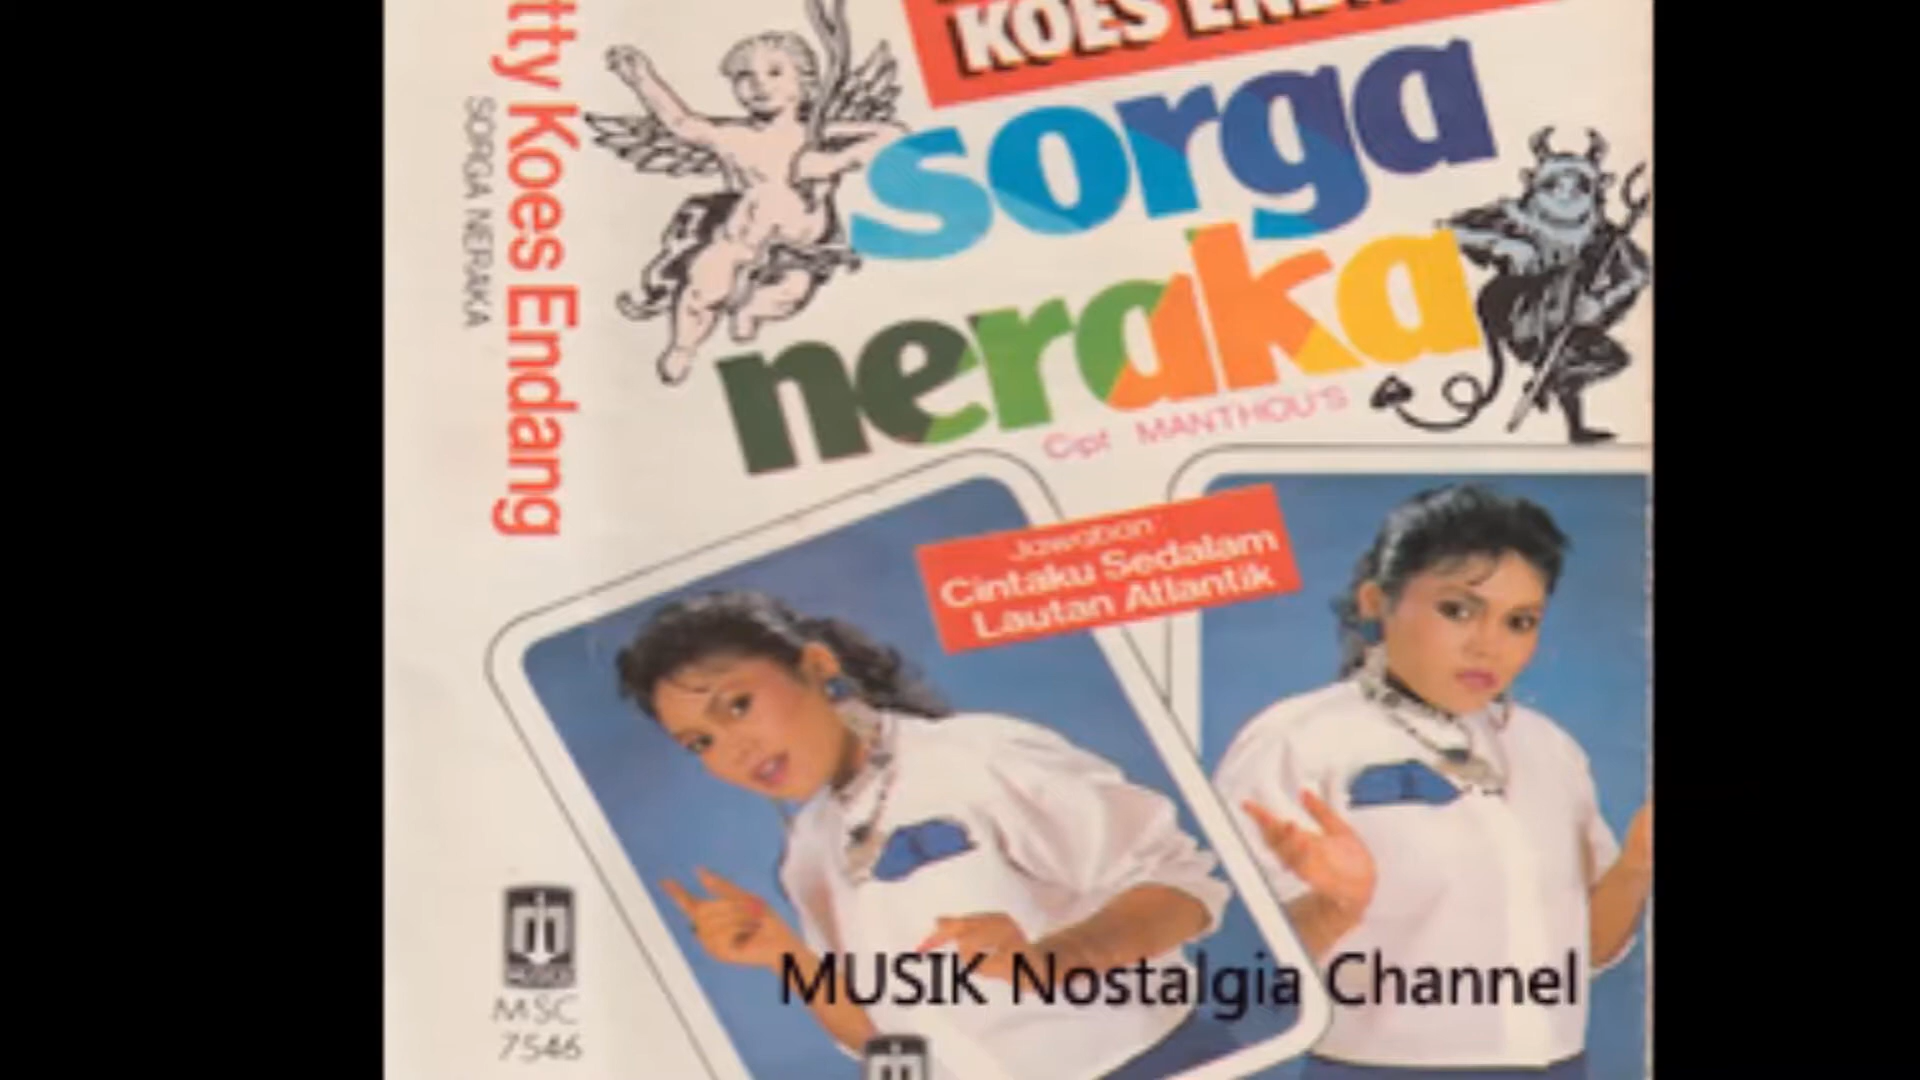 tty Koes Endang
SORGA NERAKA
KOES
sorga
neraka
Cipt MANTHOU'S
Jawaban:
Cintaku Sedalam
Lautan Atlantik
MUSICA
MSC
7546
MUSIK Nostalgia Channel